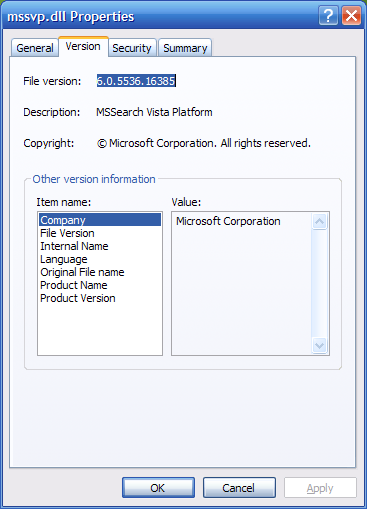 mssvp.dll Properties
General Version Security Summary
File version: 6.0.5536.16385
Description: MSSearch Vista Platform
Copyright: © Microsoft Corporation. All rights reserved.
Other version information
Item name: Value:
Company Microsoft Corporation
File Version
Internal Name
Language
Original File name
Product Name
Product Version
OK Cancel Apply